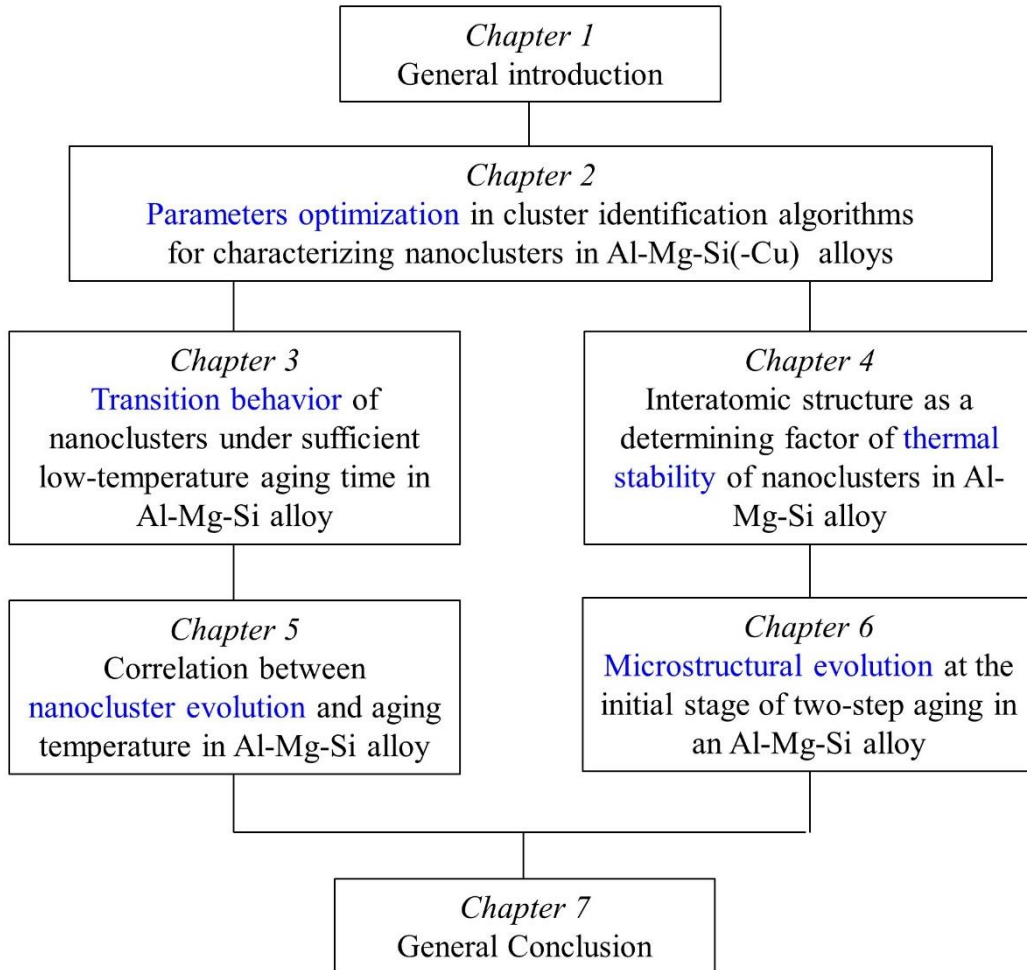 Chapter 1
General introduction
Chapter 2
Parameters optimization in cluster identification algorithms
for characterizing nanoclusters in Al-Mg-Si(-Cu) alloys
Chapter 3
Transition behavior of
nanoclusters under sufficient
low-temperature aging time in
Al-Mg-Si alloy
Chapter 4
Interatomic structure as a
determining factor of thermal
stability of nanoclusters in Al-
Mg-Si alloy
Chapter 5
Correlation between
nanocluster evolution and aging
temperature in Al-Mg-Si alloy
Chapter 6
Microstructural evolution at the
initial stage of two-step aging in
an Al-Mg-Si alloy
Chapter 7
General Conclusion